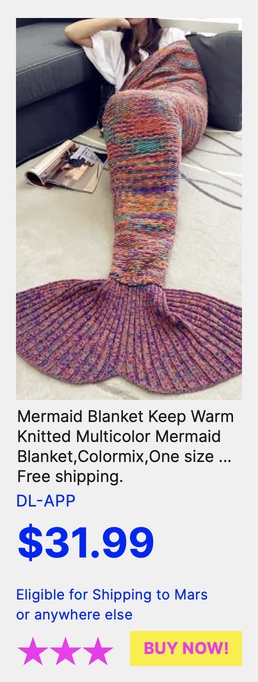 Mermaid Blanket Keep Warm
Knitted Multicolor Mermaid
Blanket,Colormix,One size ...
Free shipping.
DL-APP
$31.99
Eligible for Shipping to Mars
or anywhere else
BUY NOW!